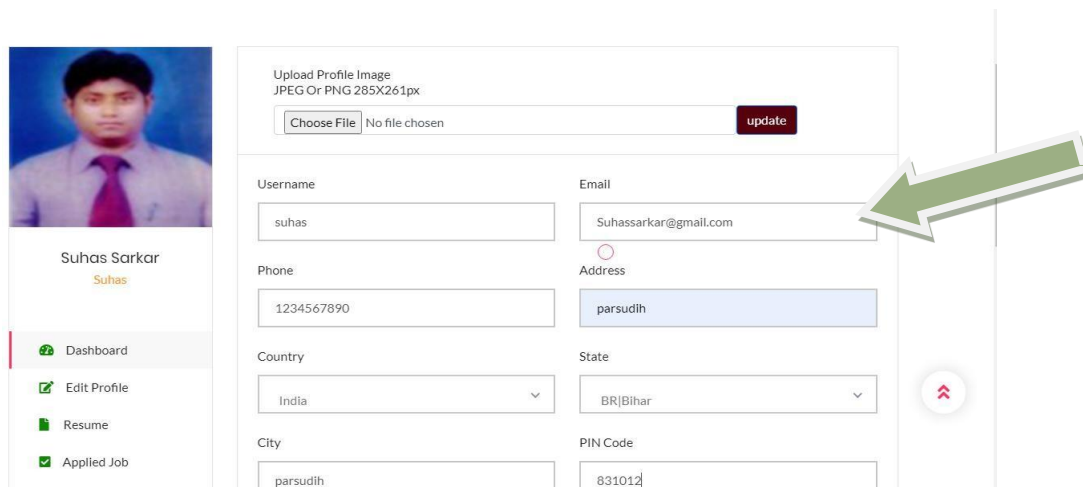 Upload Profile Image
JPEG Or PNG 285X261px
Choose File No file chosen
update
Username
Email
suhas
Suhassarkar@gmail.com
Suhas Sarkar
Suhas
Phone
Address
1234567890
parsudih
Dashboard
Country
State
Edit Profile
India
BR|Bihar
Resume
City
PIN Code
Applied Job
parsudih
831012